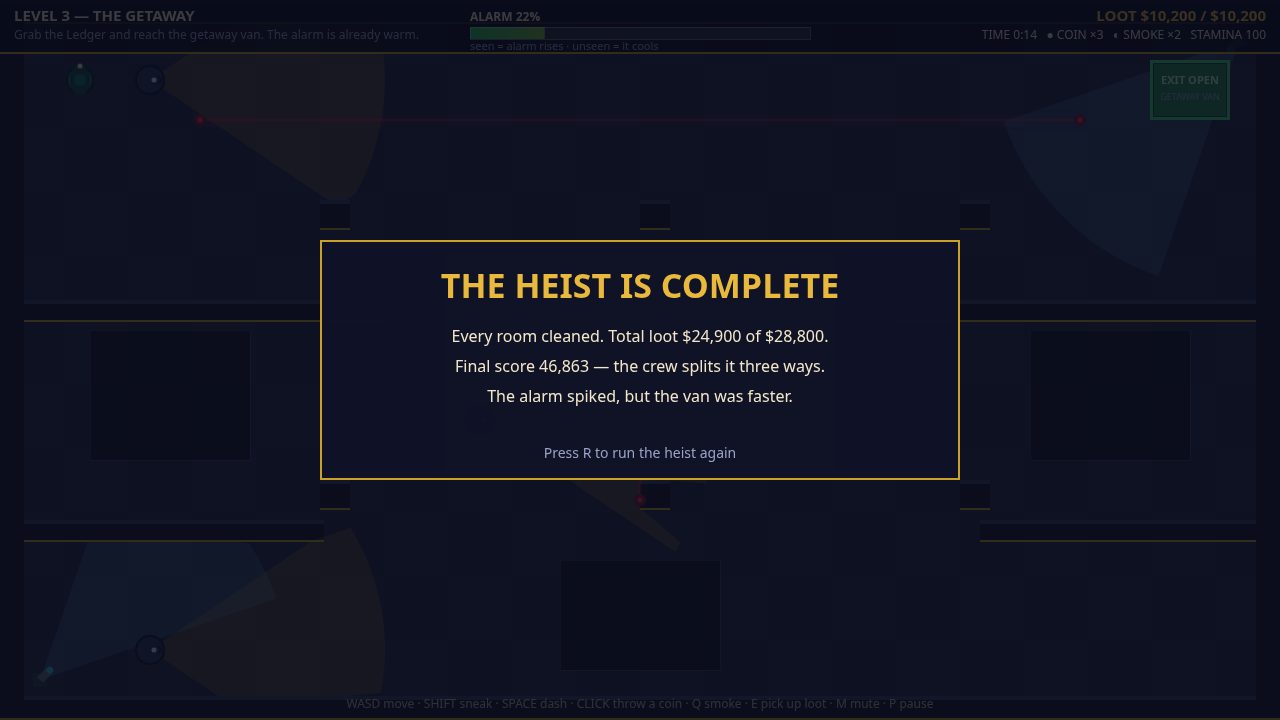 LEVEL 3 — THE GETAWAY
Grab the Ledger and reach the getaway van. The alarm is already warm.
ALARM 22%
seen = alarm rises · unseen = it cools
LOOT $10,200 / $10,200
TIME 0:14 ● COIN ×3 ◖ SMOKE ×2 STAMINA 100
EXIT OPEN
GETAWAY VAN
THE HEIST IS COMPLETE
Every room cleaned. Total loot $24,900 of $28,800.
Final score 46,863 — the crew splits it three ways.
The alarm spiked, but the van was faster.
Press R to run the heist again
WASD move · SHIFT sneak · SPACE dash · CLICK throw a coin · Q smoke · E pick up loot · M mute · P pause